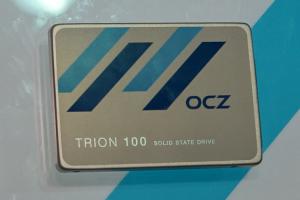 OCZ
TRION 100 SOLID STATE DRIVE